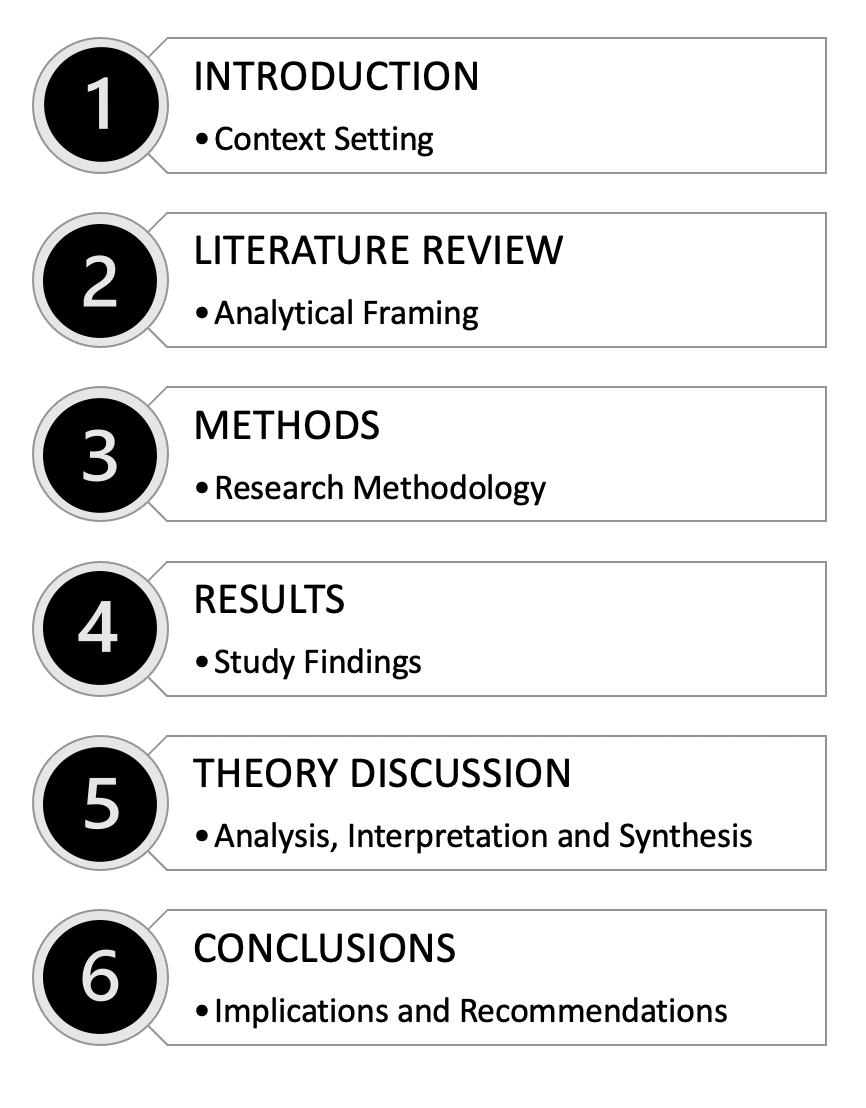 1
INTRODUCTION
•Context Setting
2
LITERATURE REVIEW
•Analytical Framing
3
METHODS
•Research Methodology
4
RESULTS
•Study Findings
5
THEORY DISCUSSION
•Analysis, Interpretation and Synthesis
6
CONCLUSIONS
•Implications and Recommendations